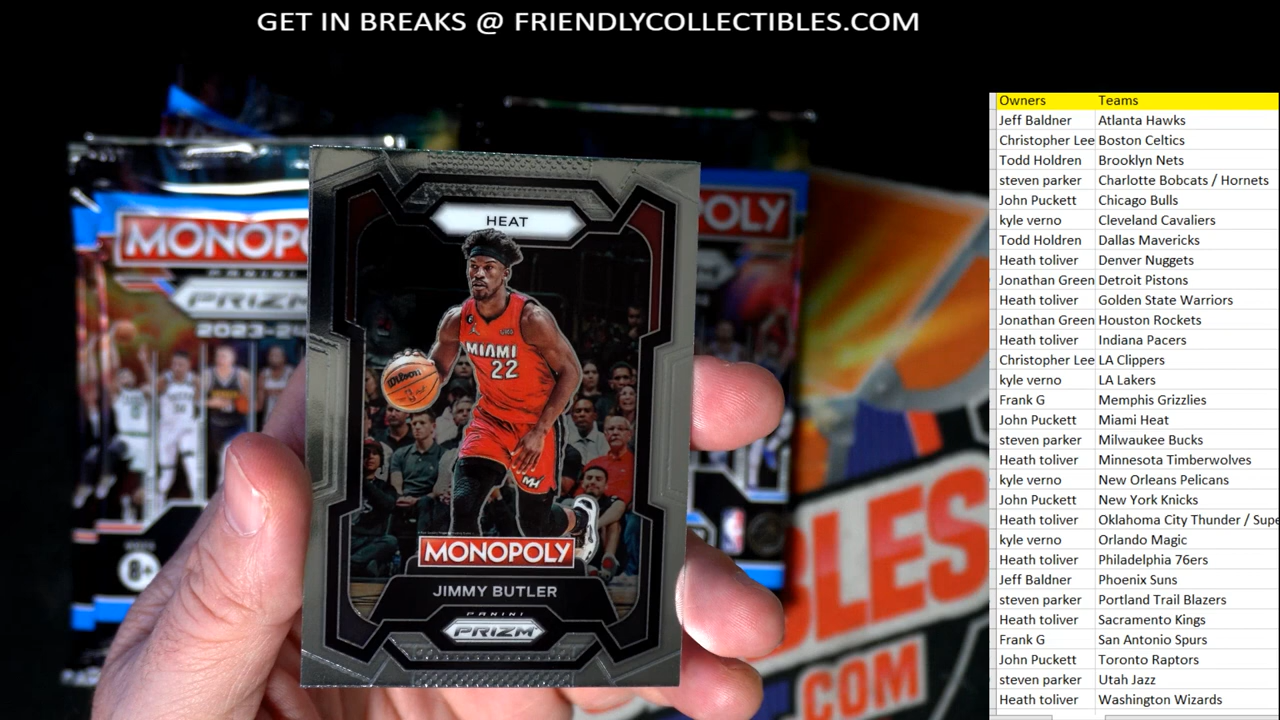 GET IN BREAKS @ FRIENDLYCOLLECTIBLES.COM
Owners Teams
Jeff Baldner Atlanta Hawks
Christopher Lee Boston Celtics
Todd Holdren Brooklyn Nets
steven parker Charlotte Bobcats / Hornets
John Puckett Chicago Bulls
kyle verno Cleveland Cavaliers
Todd Holdren Dallas Mavericks
Heath toliver Denver Nuggets
Jonathan Green Detroit Pistons
Heath toliver Golden State Warriors
Jonathan Green Houston Rockets
Heath toliver Indiana Pacers
Christopher Lee LA Clippers
kyle verno LA Lakers
Frank G Memphis Grizzlies
John Puckett Miami Heat
steven parker Milwaukee Bucks
Heath toliver Minnesota Timberwolves
kyle verno New Orleans Pelicans
John Puckett New York Knicks
Heath toliver Oklahoma City Thunder / Sup
kyle verno Orlando Magic
Heath toliver Philadelphia 76ers
Jeff Baldner Phoenix Suns
steven parker Portland Trail Blazers
Heath toliver Sacramento Kings
Frank G San Antonio Spurs
John Puckett Toronto Raptors
steven parker Utah Jazz
Heath toliver Washington Wizards
HEAT
Wilson
MIAMI
22
MONOPOLY
JIMMY BUTLER
PANINI
PRIZM
MONOPO
PANINI
PRIZM
2023-24
8+
POLY
BLES
.COM